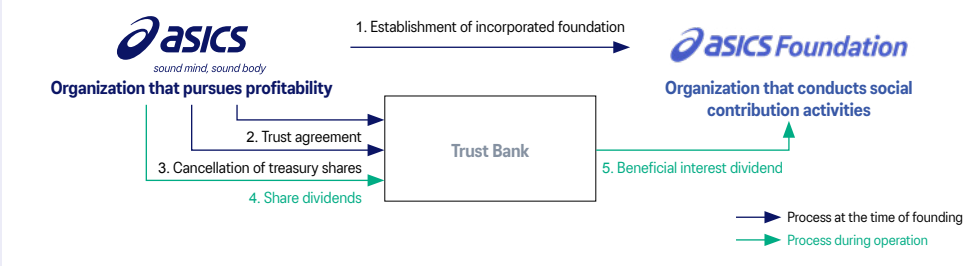 1. Establishment of incorporated foundation
asics
sound mind, sound body
asics Foundation
Organization that pursues profitability
Organization that conducts social
contribution activities
2. Trust agreement
Trust Bank
3. Cancellation of treasury shares
5. Beneficial interest dividend
4. Share dividends
Process at the time of founding
Process during operation